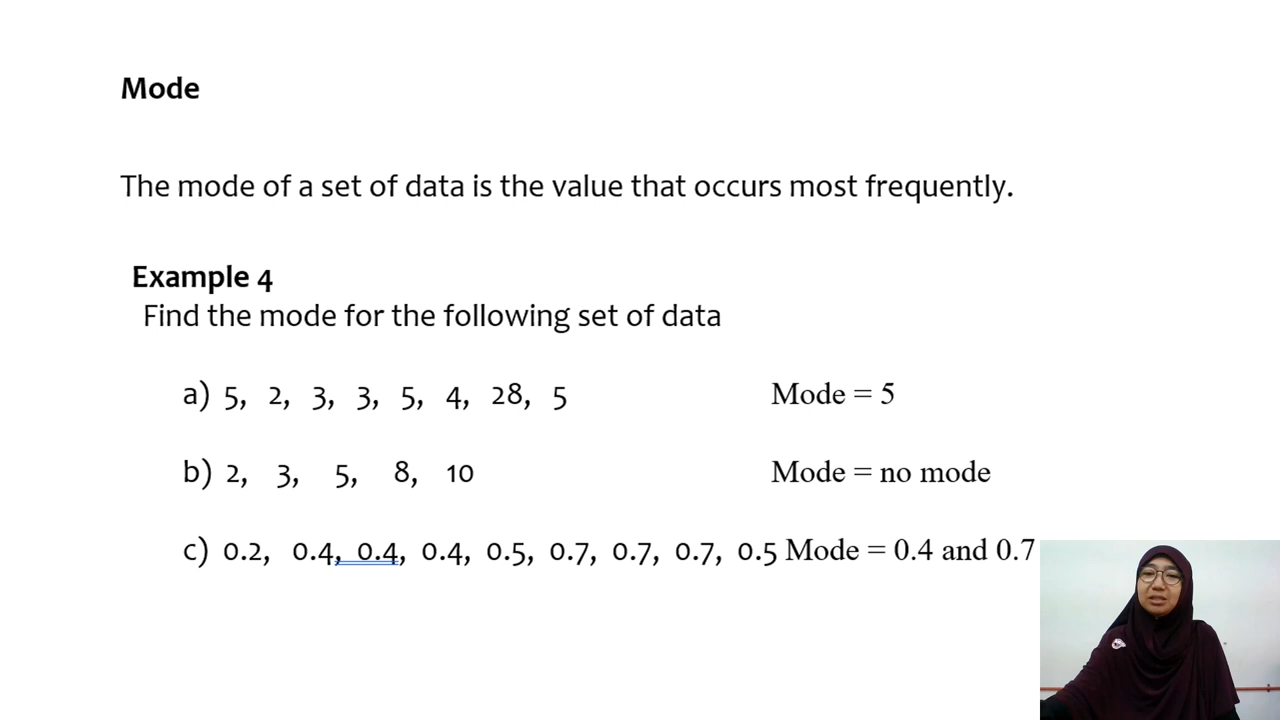 Mode
The mode of a set of data is the value that occurs most frequently.
Example 4
Find the mode for the following set of data
a) 5, 2, 3, 3, 5, 4, 28, 5 Mode = 5
b) 2, 3, 5, 8, 10 Mode = no mode
c) 0.2, 0.4, 0.4, 0.4, 0.5, 0.7, 0.7, 0.7, 0.5 Mode = 0.4 and 0.7